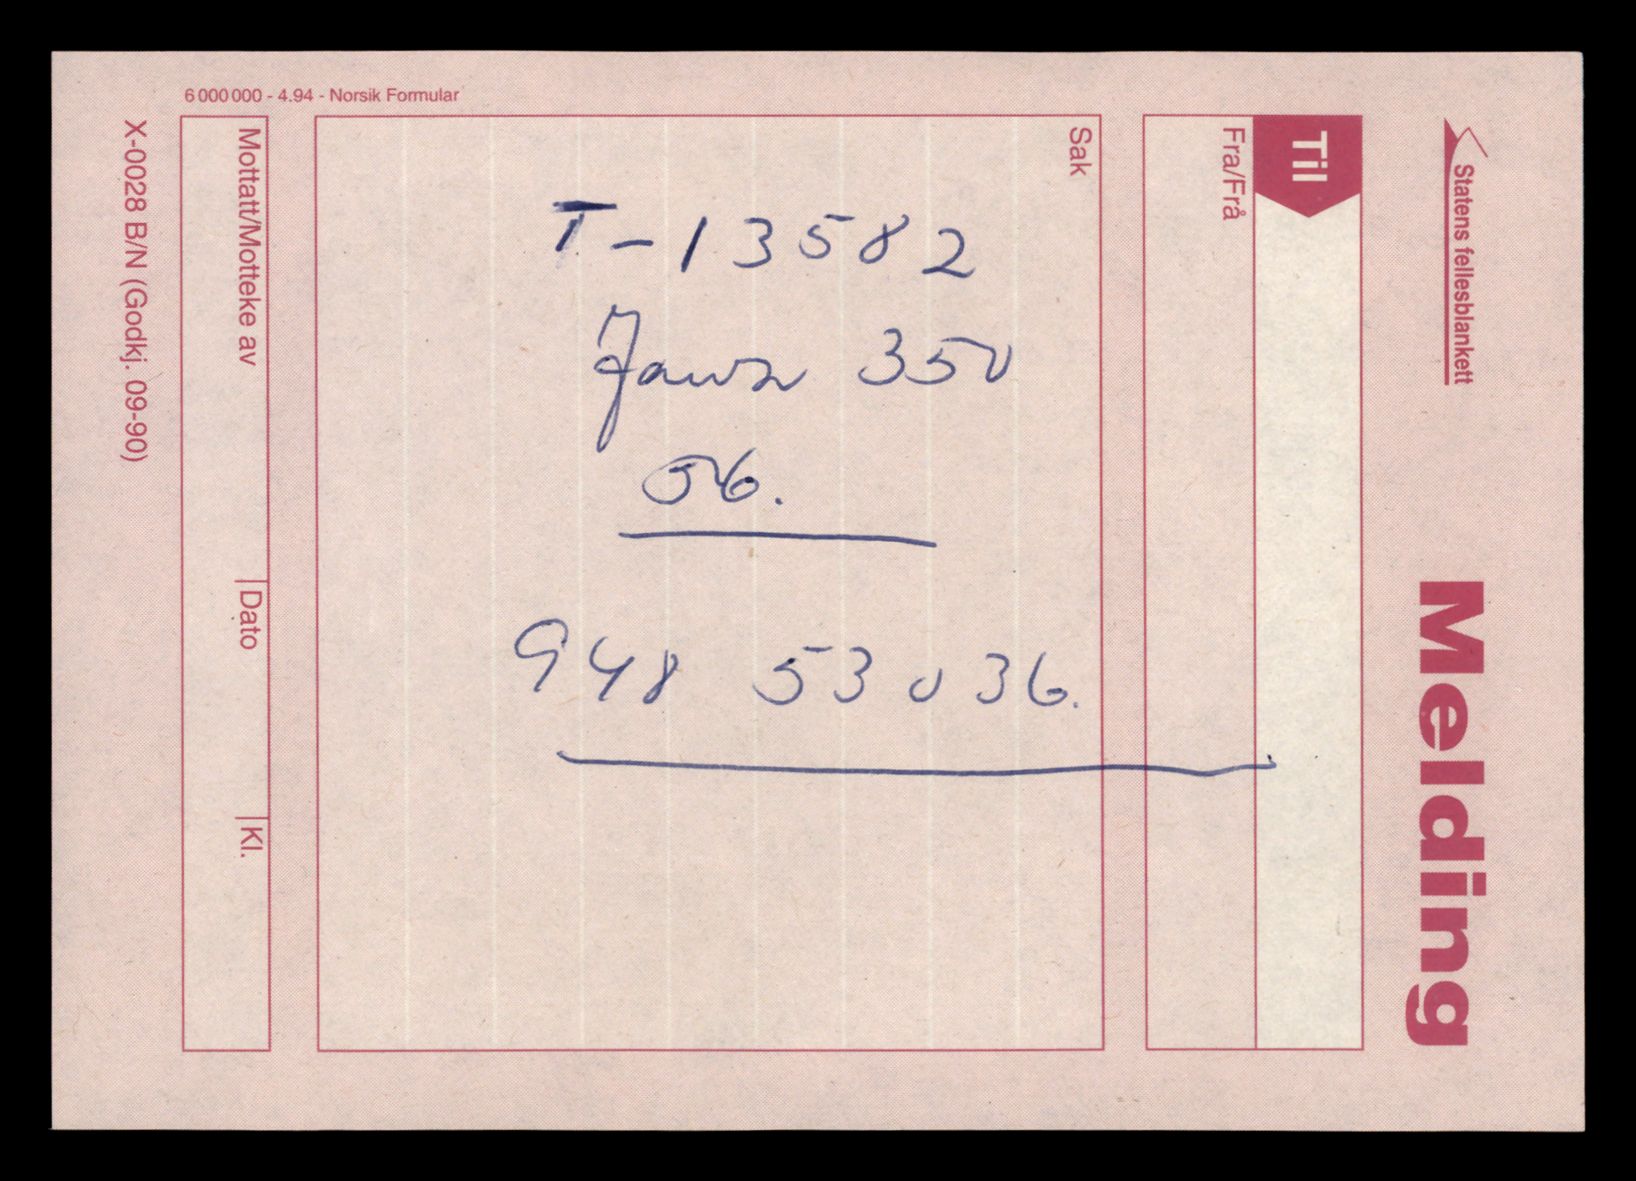 6 000 000 - 4.94 - Norsik Formular
Statens fellesblankett
Melding
Til
Fra/Frå
Sak
T-13582
Jawa 350
56.
948 53036.
Mottatt/Motteke av
Dato
Kl.
X-0028 B/N (Godkj. 09-90)